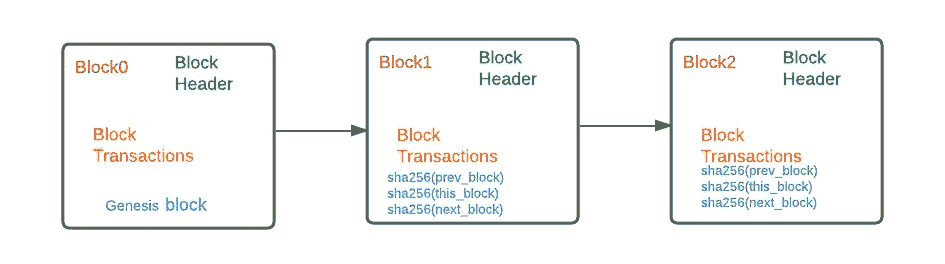 Block0
Block
Header
Block
Transactions
Genesis block
Block1
Block
Header
Block
Transactions
sha256(prev_block)
sha256(this_block)
sha256(next_block)
Block2
Block
Header
Block
Transactions
sha256(prev_block)
sha256(this_block)
sha256(next_block)